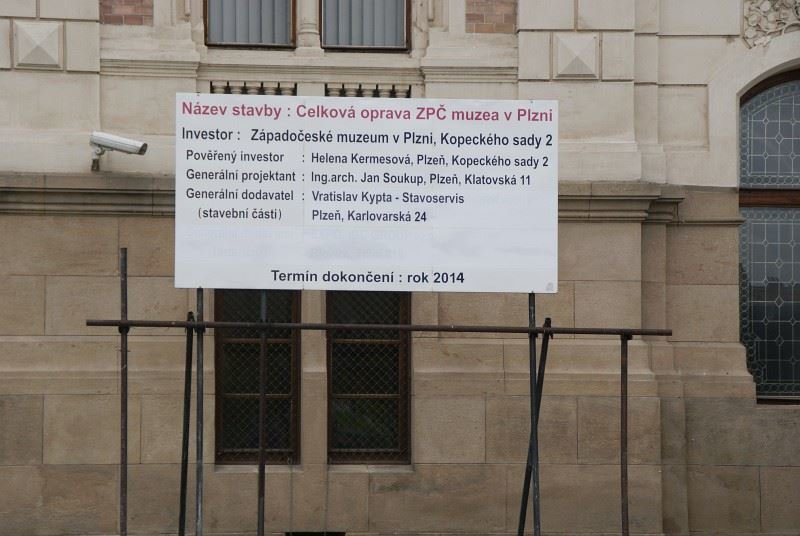 Název stavby : Celková oprava ZPČ muzea v Plzni
Investor : Západočeské muzeum v Plzni, Kopeckého sady 2
Pověřený investor : Helena Kermesová, Plzeň, Kopeckého sady 2
Generální projektant : Ing.arch. Jan Soukup, Plzeň, Klatovská 11
Generální dodavatel : Vratislav Kypta - Stavoservis
(stavební části) Plzeň, Karlovarská 24
Termín dokončení : rok 2014